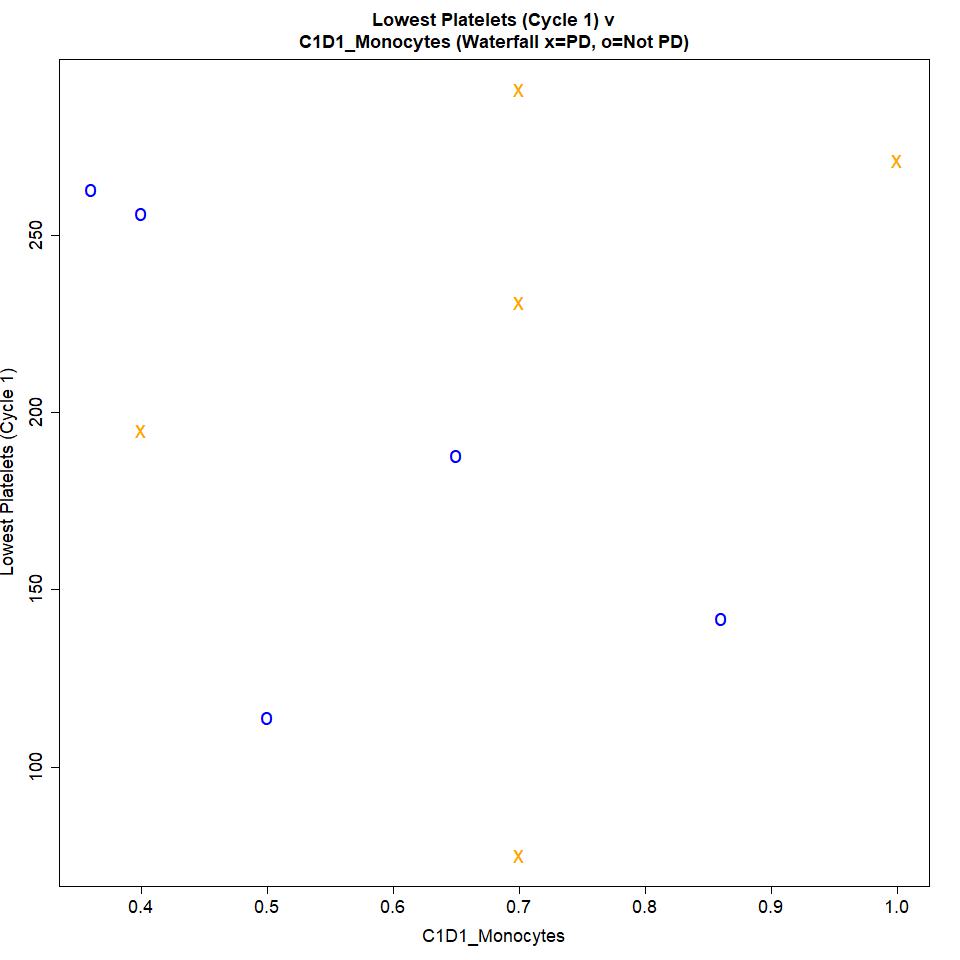 Lowest Platelets (Cycle 1) v
C1D1_Monocytes (Waterfall x=PD, o=Not PD)
Lowest Platelets (Cycle 1)
250
200
150
100
X
X
O
O
X
X
O
O
O
X
0.4 0.5 0.6 0.7 0.8 0.9 1.0
C1D1_Monocytes